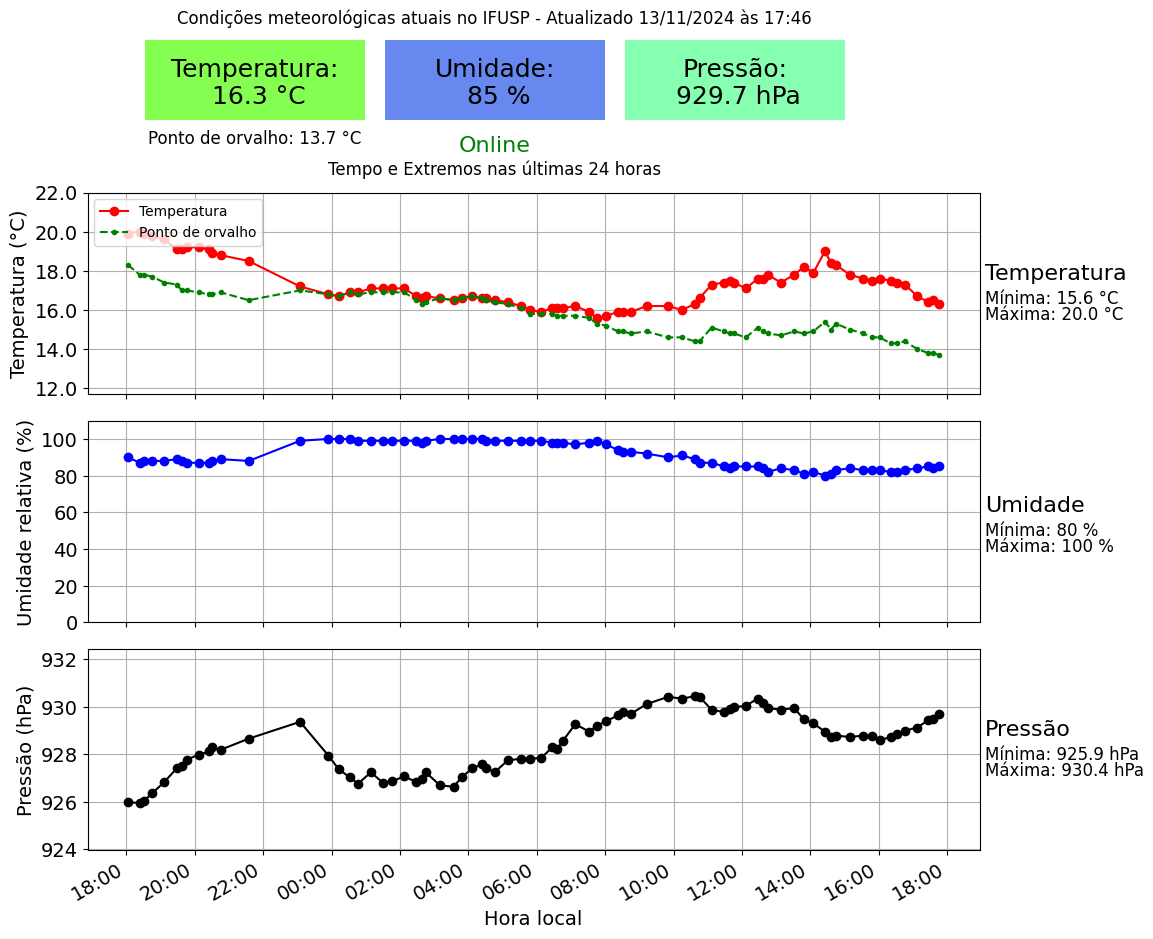 Condições meteorológicas atuais no IFUSP - Atualizado 13/11/2024 às 17:46
Temperatura:
16.3 °C
Umidade:
85 %
Pressão:
929.7 hPa
Ponto de orvalho: 13.7 °C
Online
Tempo e Extremos nas últimas 24 horas
Temperatura (°C)
22.0
20.0
18.0
16.0
14.0
12.0
Temperatura
Ponto de orvalho
Temperatura
Mínima: 15.6 °C
Máxima: 20.0 °C
Umidade relativa (%)
100
80
60
40
20
0
Umidade
Mínima: 80 %
Máxima: 100 %
Pressão (hPa)
932
930
928
926
924
Pressão
Mínima: 925.9 hPa
Máxima: 930.4 hPa
18:00 20:00 22:00 00:00 02:00 04:00 06:00 08:00 10:00 12:00 14:00 16:00 18:00
Hora local